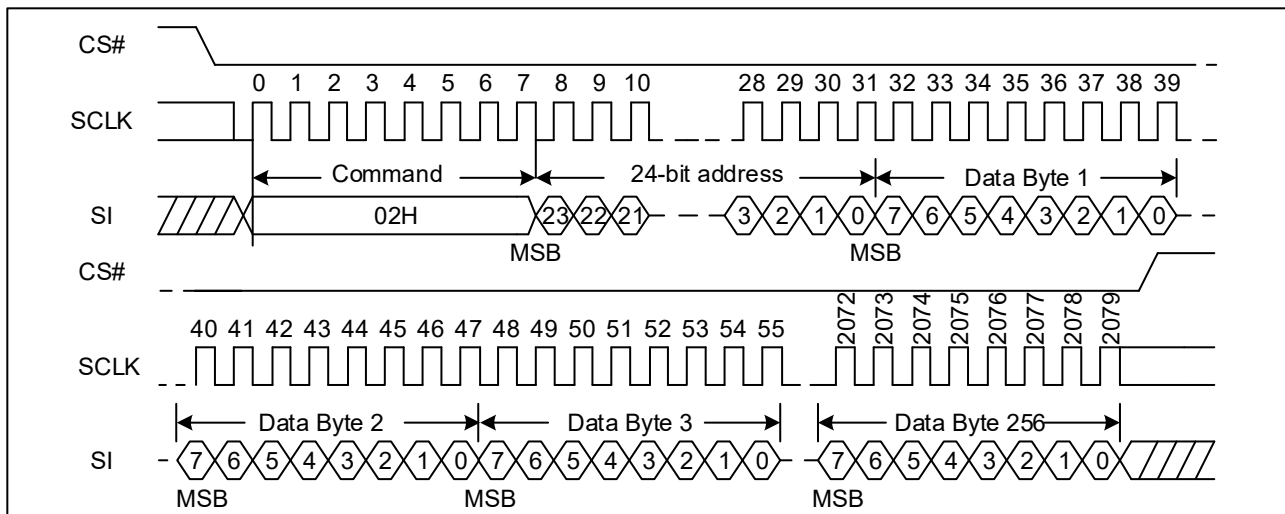 CS#
0 1 2 3 4 5 6 7 8 9 10 28 29 30 31 32 33 34 35 36 37 38 39
SCLK
Command 24-bit address Data Byte 1
SI 02H 23 22 21 3 2 1 0 7 6 5 4 3 2 1 0
MSB MSB
CS#
40 41 42 43 44 45 46 47 48 49 50 51 52 53 54 55 2072 2073 2074 2075 2076 2077 2078 2079
SCLK
Data Byte 2 Data Byte 3 Data Byte 256
SI 7 6 5 4 3 2 1 0 7 6 5 4 3 2 1 0 7 6 5 4 3 2 1 0
MSB MSB MSB